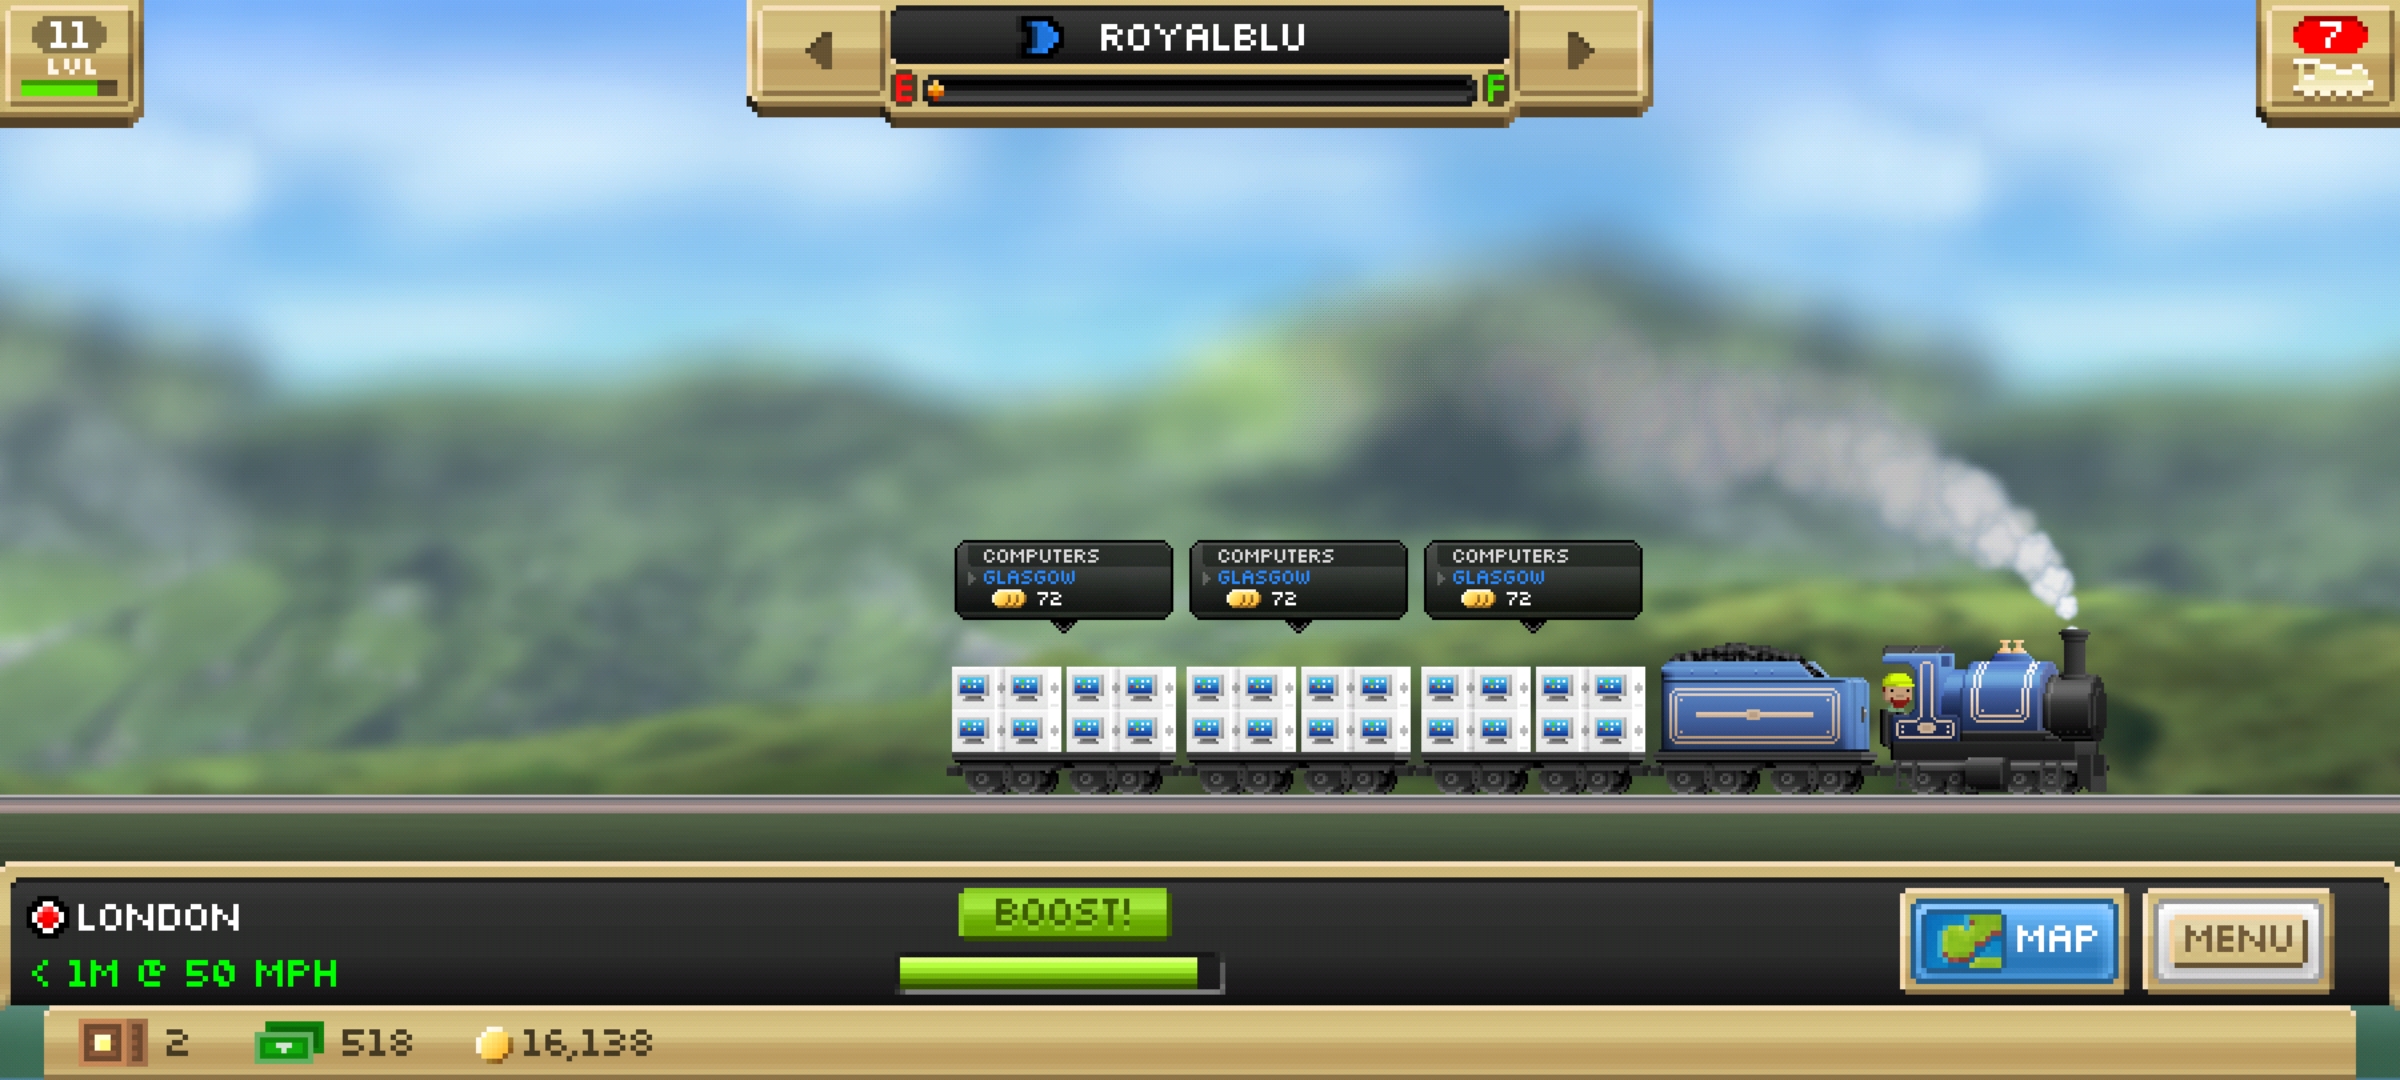 11
LVL
ROYALBLU
E F
7
COMPUTERS
GLASGOW
72
COMPUTERS
GLASGOW
72
COMPUTERS
GLASGOW
72
LONDON
< 1M @ 50 MPH
BOOST!
MAP
MENU
2
518
16,138